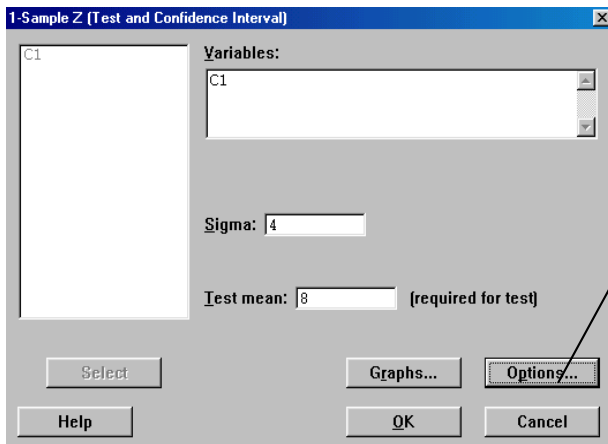 1-Sample Z (Test and Confidence Interval)
C1
Variables:
C1
Sigma: 4
Test mean: 8 (required for test)
Select
Graphs...
Options...
Help
OK
Cancel